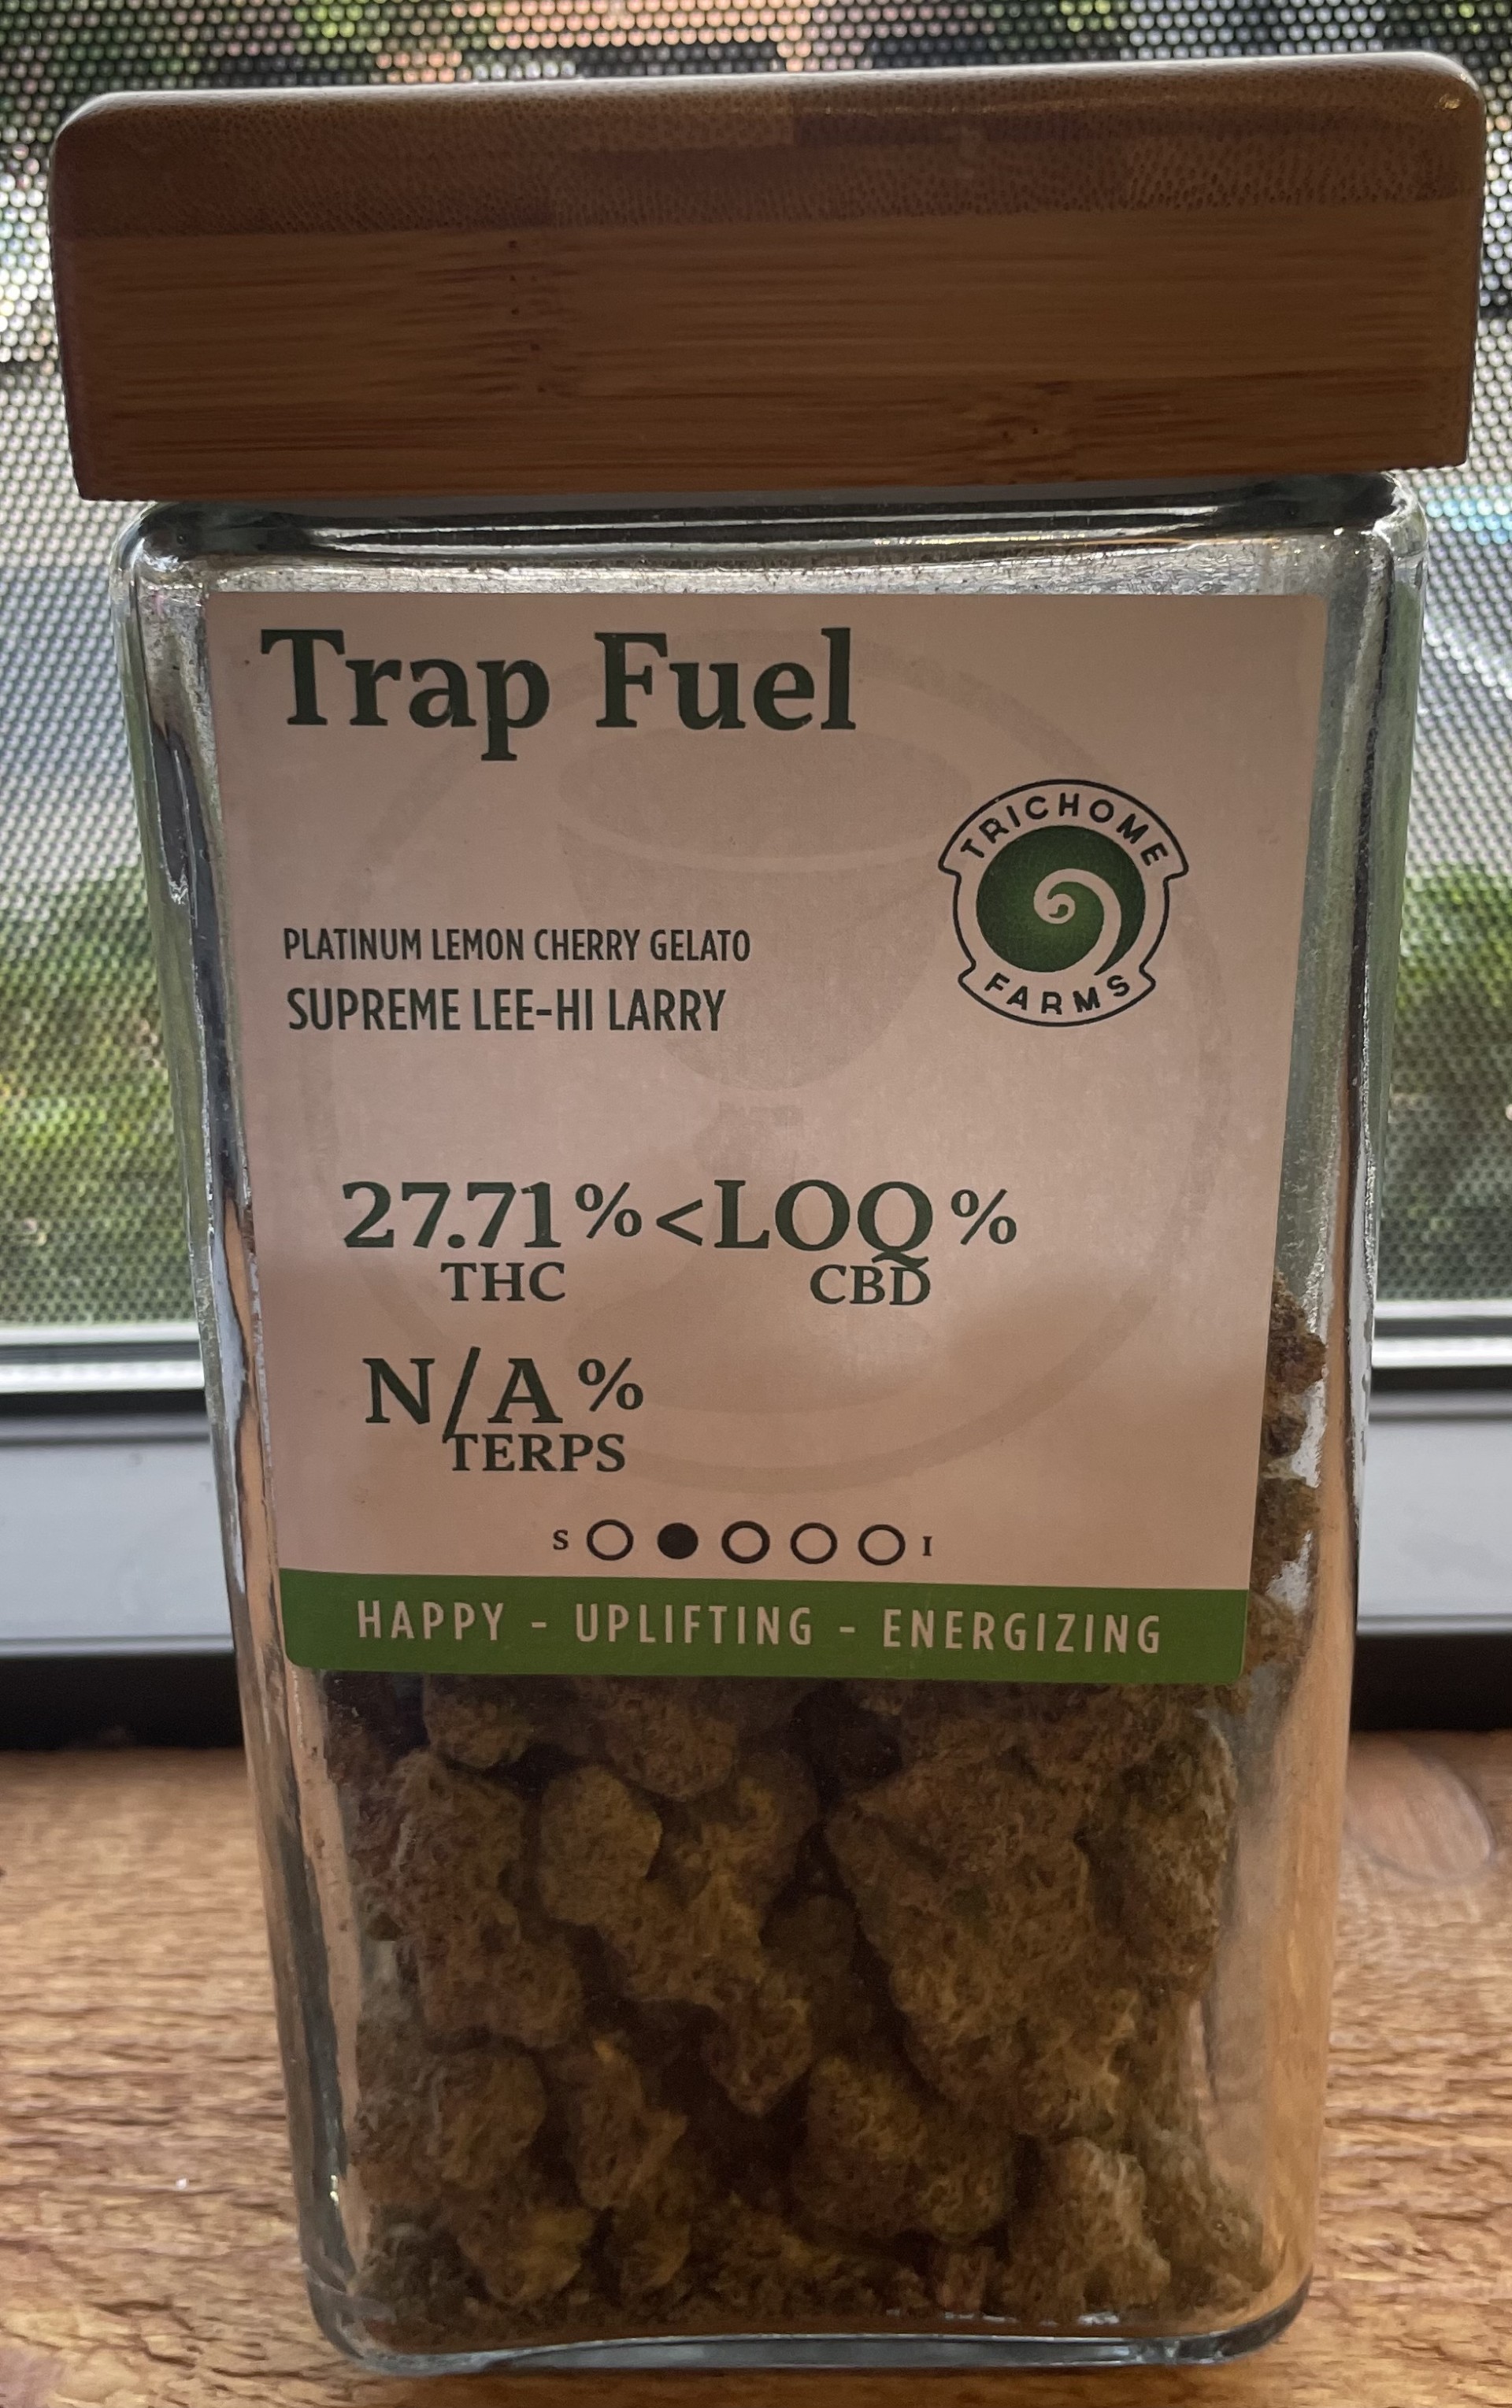 Trap Fuel
TRICHOME
FARMS
PLATINUM LEMON CHERRY GELATO
SUPREME LEE-HI LARRY
27.71% <LOQ%
THC CBD
N/A%
TERPS
S I
HAPPY - UPLIFTING - ENERGIZING